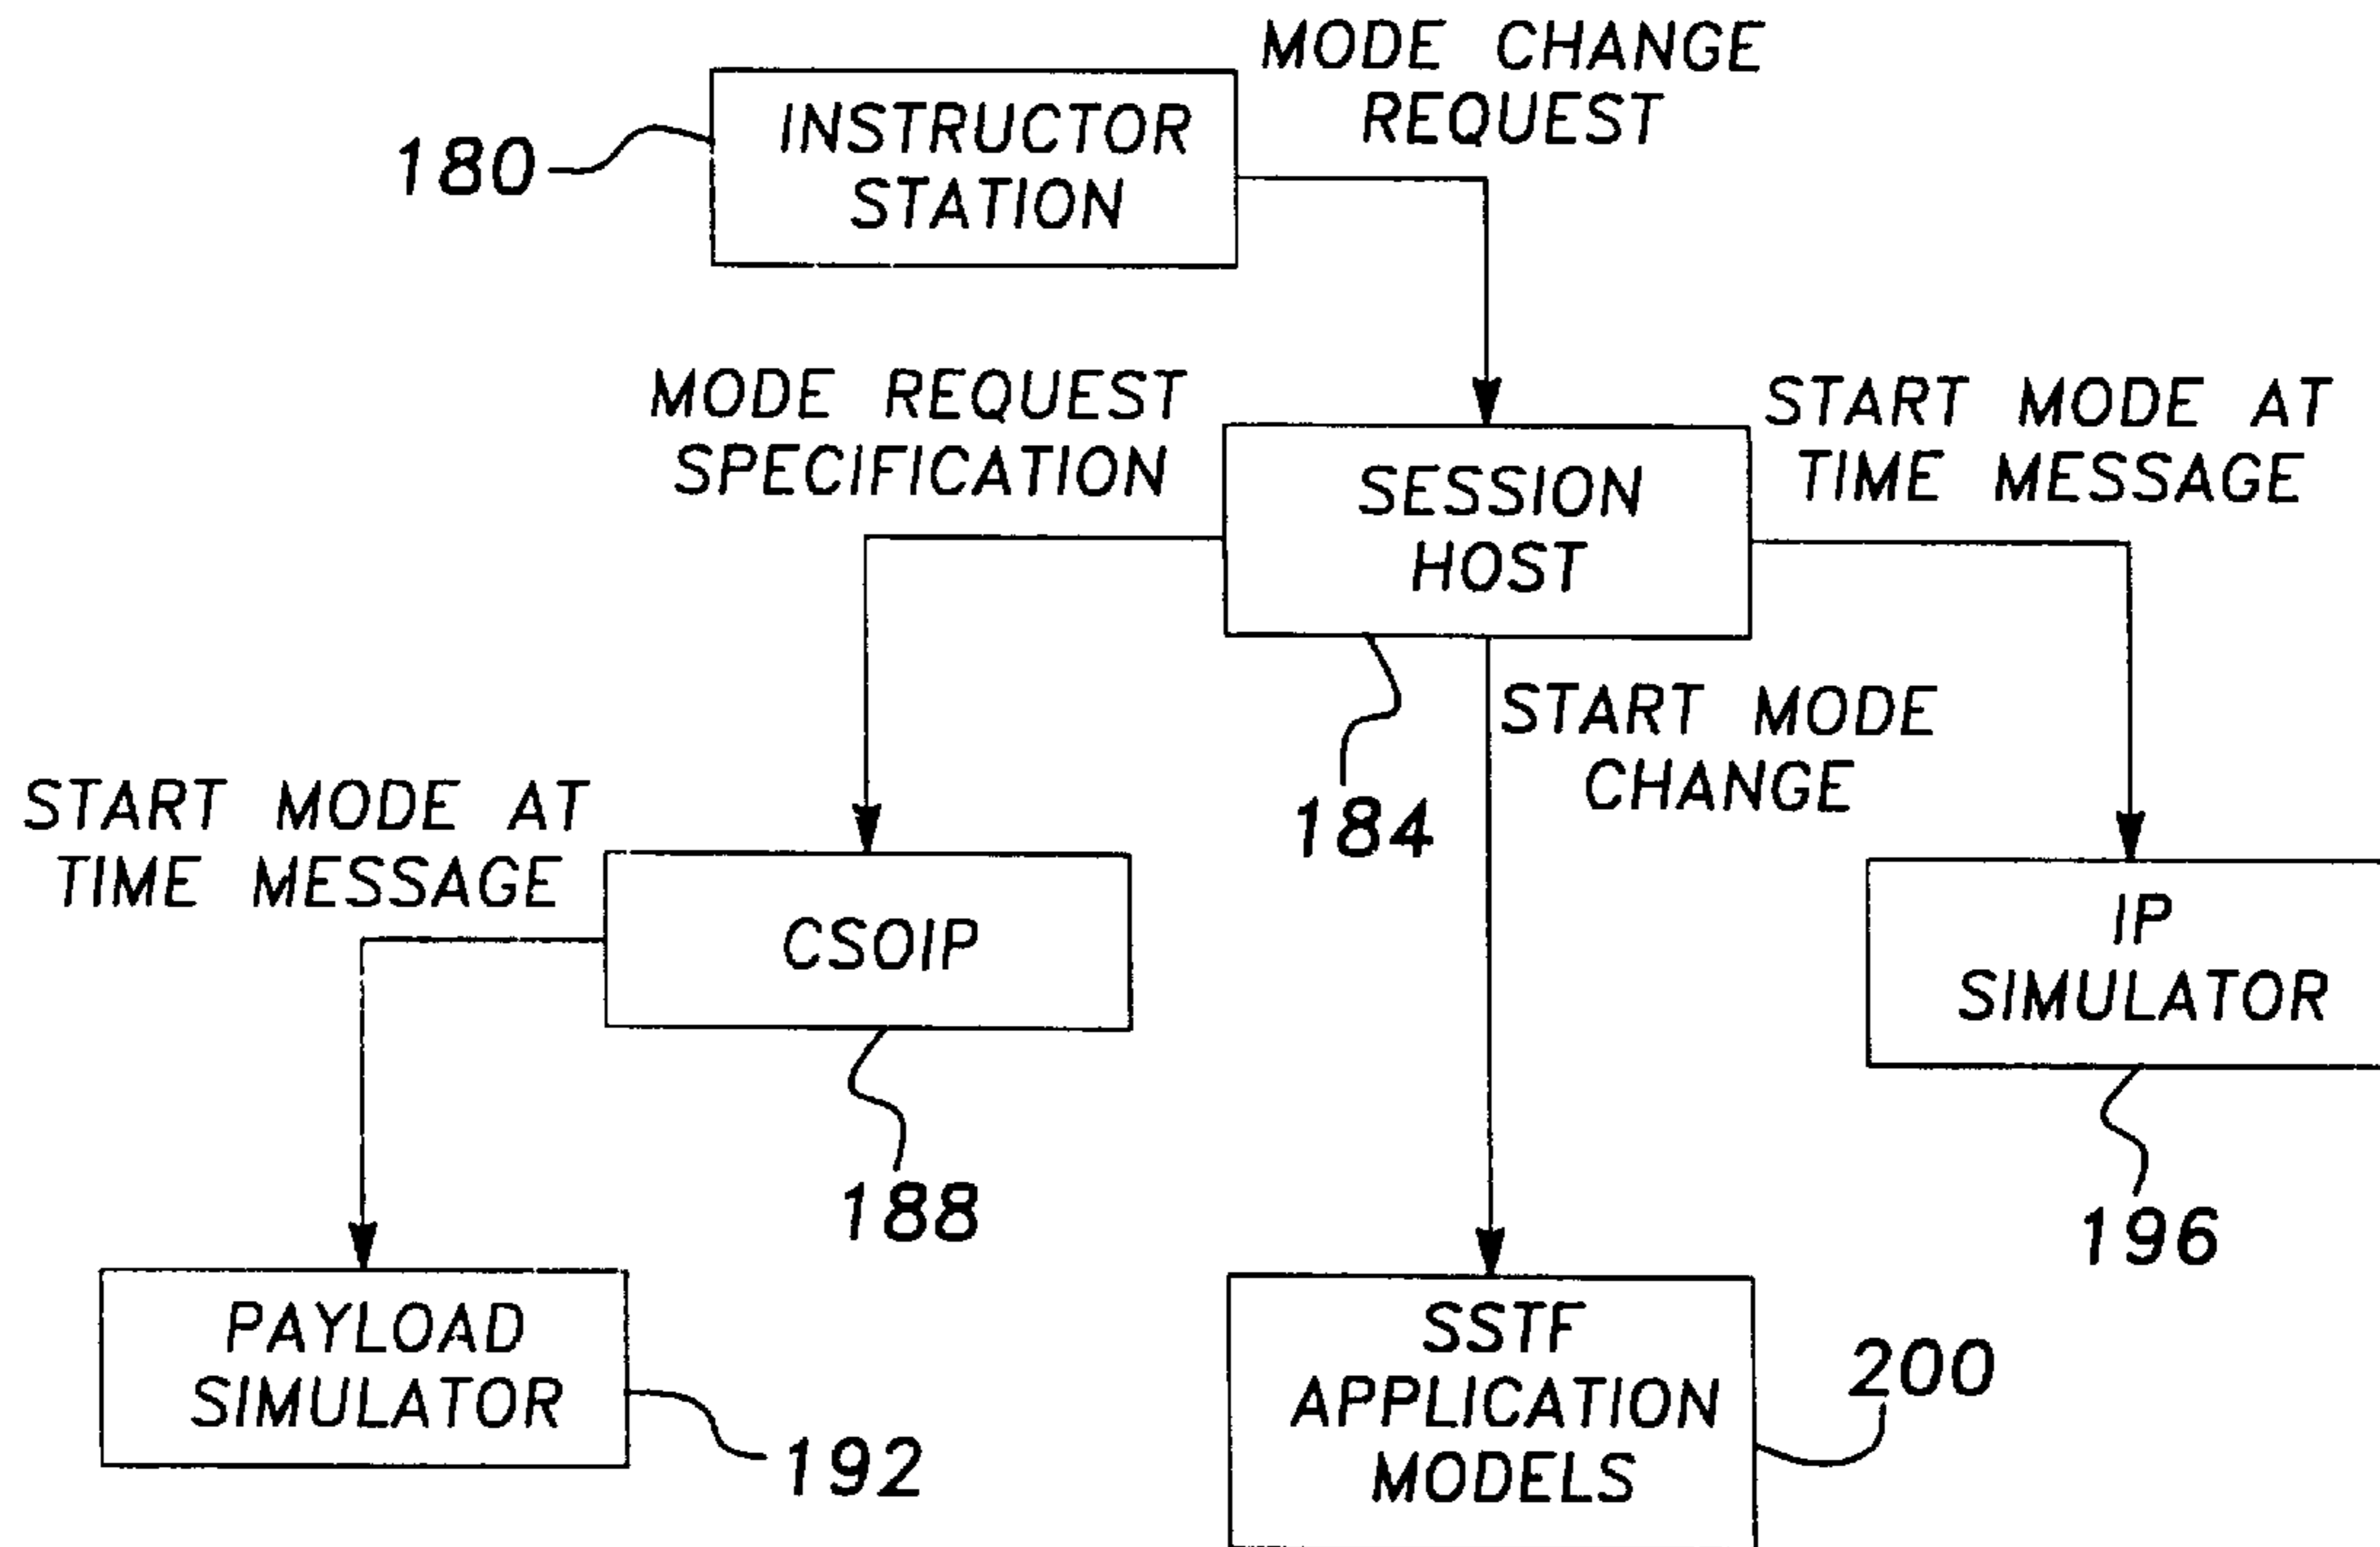 MODE CHANGE
REQUEST
INSTRUCTOR
STATION
180
MODE REQUEST
SPECIFICATION
START MODE AT
TIME MESSAGE
SESSION
HOST
START MODE
CHANGE
184
START MODE AT
TIME MESSAGE
CSOIP
188
IP
SIMULATOR
196
PAYLOAD
SIMULATOR
192
SSTF
APPLICATION
MODELS
200